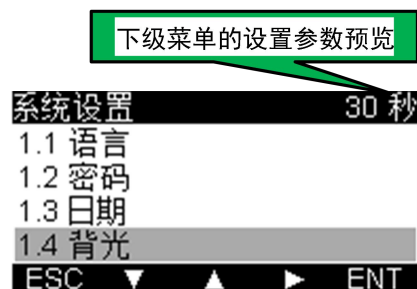 下级菜单的设置参数预览
系统设置 30 秒
1.1 语言
1.2 密码
1.3 日期
1.4 背光
ESC ▼ ▲ ► ENT